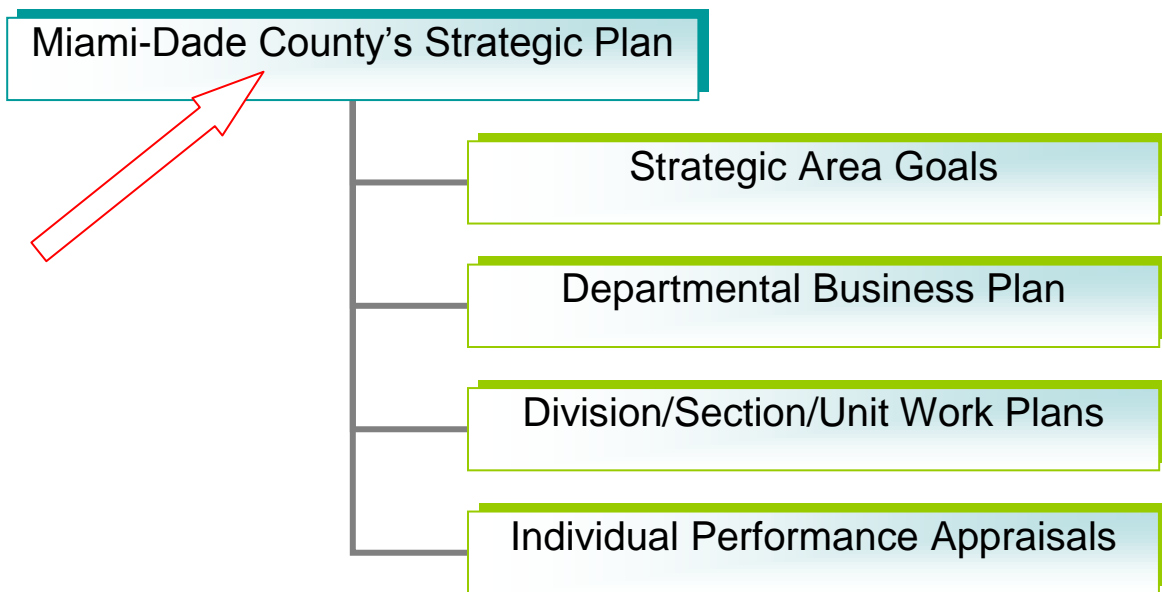 Miami-Dade County’s Strategic Plan
Strategic Area Goals
Departmental Business Plan
Division/Section/Unit Work Plans
Individual Performance Appraisals